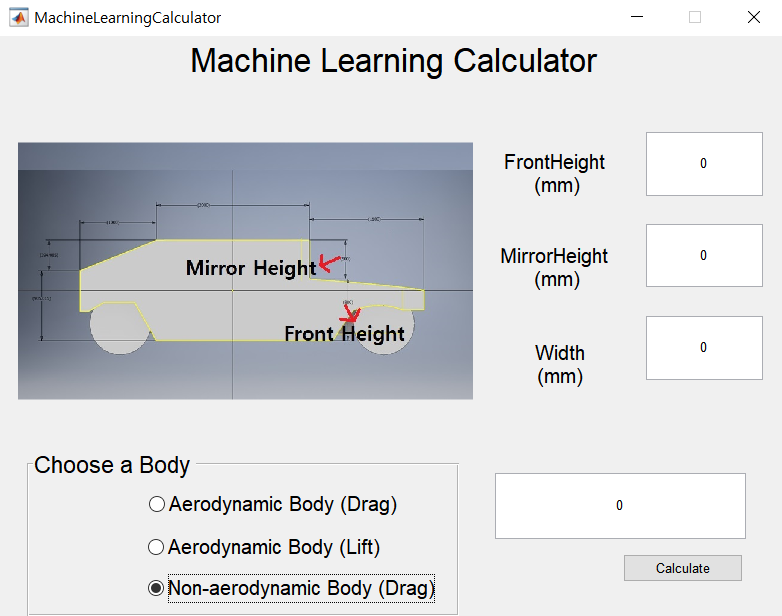 MachineLearningCalculator
Machine Learning Calculator
FrontHeight
(mm)
0
Mirror Height
MirrorHeight
(mm)
0
Front Height
Width
(mm)
0
Choose a Body
Aerodynamic Body (Drag)
Aerodynamic Body (Lift)
Non-aerodynamic Body (Drag)
0
Calculate